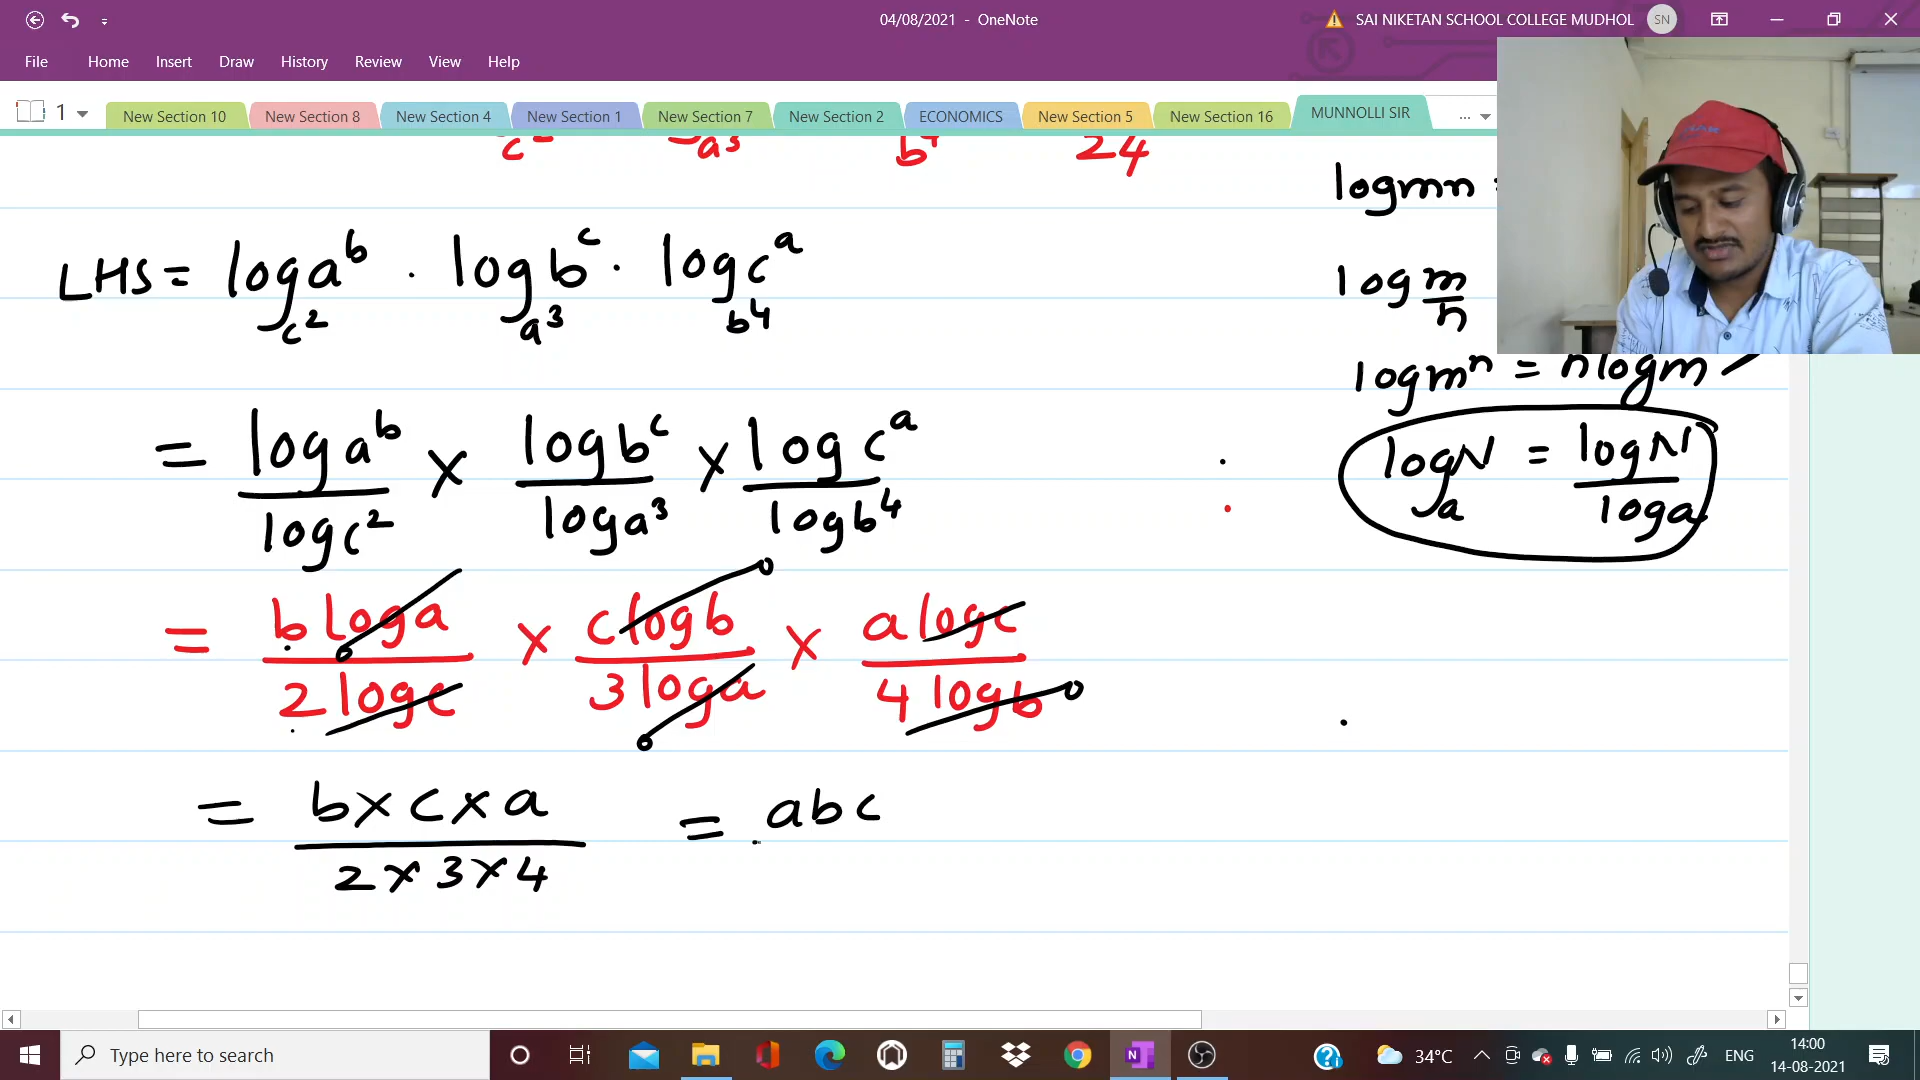 04/08/2021 - OneNote
SAI NIKETAN SCHOOL COLLEGE MUDHOL SN
File Home Insert Draw History Review View Help
1 New Section 10 New Section 8 New Section 4 New Section 1 New Section 7 New Section 2 ECONOMICS New Section 5 New Section 16 MUNNOLLI SIR ...
c² a³ b⁴ 24
log mn =
LHS = log_{c²} a^b · log_{a³} b^c · log_{b⁴} c^a
log m/n
log mⁿ = n log m
= log a^b / log c² × log b^c / log a³ × log c^a / log b⁴
log_a N = log N / log a
= b log a / 2 log c × c log b / 3 log a × a log c / 4 log b
= b × c × a / 2 × 3 × 4 = abc
Type here to search
34°C ENG 14:00
14-08-2021